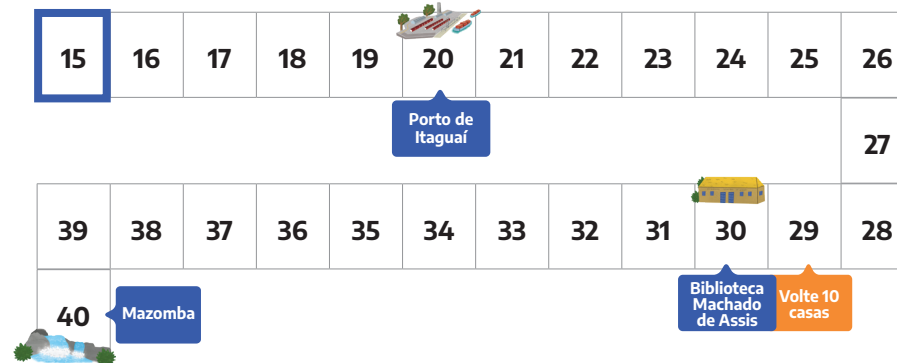 15 16 17 18 19 20 21 22 23 24 25 26
Porto de
Itaguaí
27
39 38 37 36 35 34 33 32 31 30 29 28
Biblioteca
Machado
de Assis
Volte 10
casas
40
Mazomba